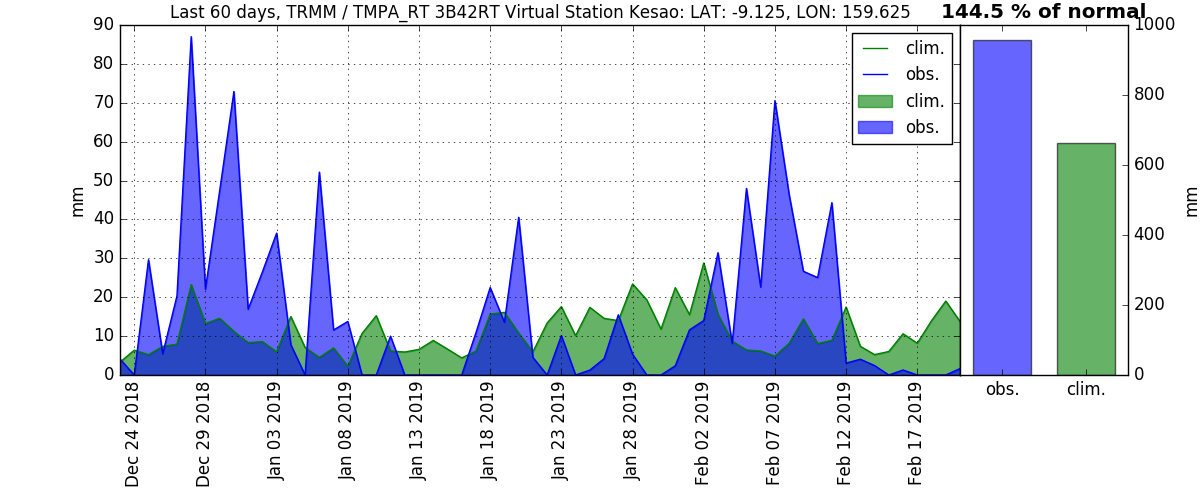 Last 60 days, TRMM / TMPA_RT 3B42RT Virtual Station Kesao: LAT: -9.125, LON: 159.625
144.5 % of normal
90
80
70
60
50
40
30
20
10
0
mm
clim.
obs.
clim.
obs.
1000
800
600
400
200
0
mm
Dec 24 2018
Dec 29 2018
Jan 03 2019
Jan 08 2019
Jan 13 2019
Jan 18 2019
Jan 23 2019
Jan 28 2019
Feb 02 2019
Feb 07 2019
Feb 12 2019
Feb 17 2019
obs.
clim.